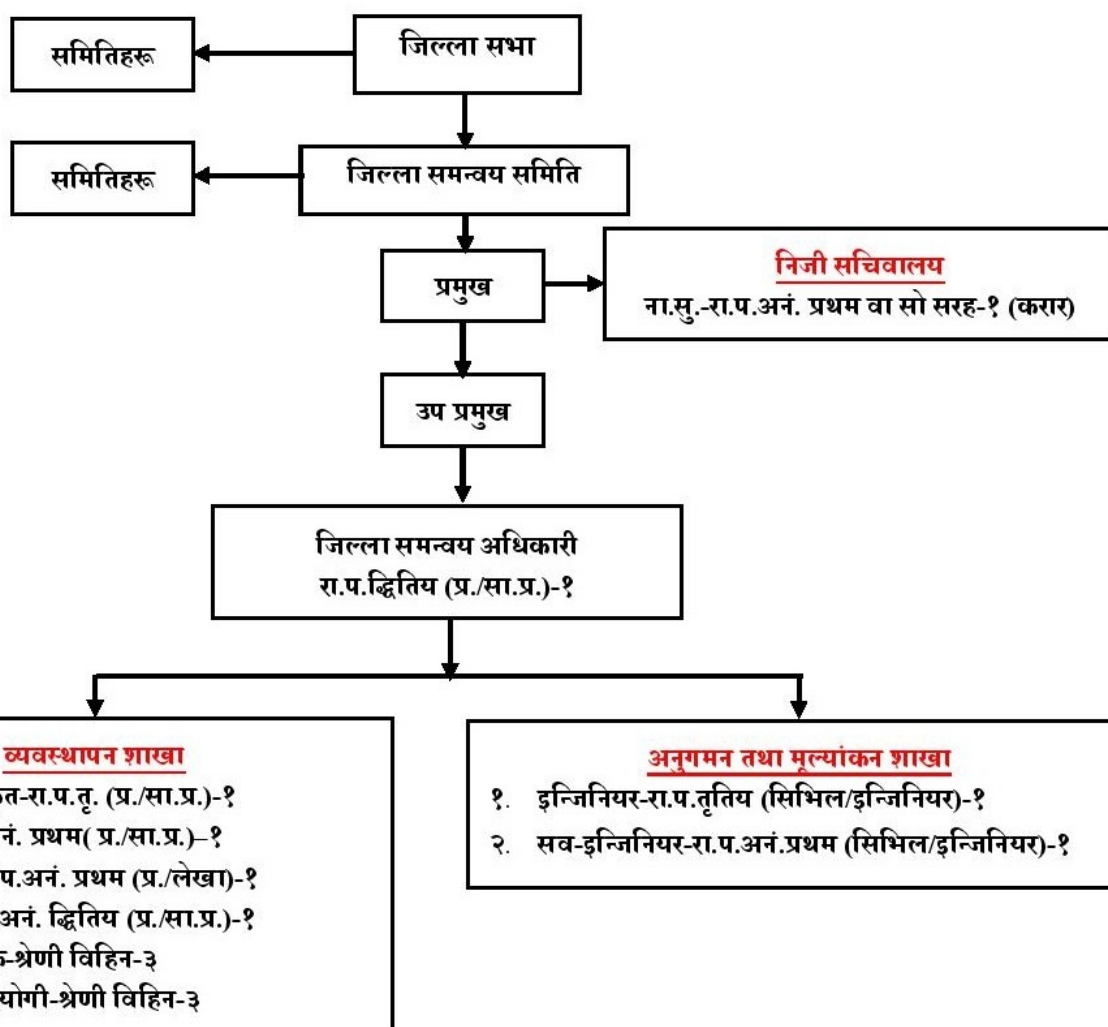 समितिहरू
जिल्ला सभा
समितिहरू
जिल्ला समन्वय समिति
प्रमुख
निजी सचिवालय
ना.सु.-रा.प.अनं. प्रथम वा सो सरह-१ (करार)
उप प्रमुख
जिल्ला समन्वय अधिकारी
रा.प.द्धितिय (प्र./सा.प्र.)-१
व्यवस्थापन शाखा
-रा.प.तृ. (प्र./सा.प्र.)-१
प्रथम( प्र./सा.प्र.)–१
प.अनं. प्रथम (प्र./लेखा)-१
अनं. द्धितिय (प्र./सा.प्र.)-१
-श्रेणी विहिन-३
-श्रेणी विहिन-३
अनुगमन तथा मूल्यांकन शाखा
१. इन्जिनियर-रा.प.तृतिय (सिभिल/इन्जिनियर)-१
२. सव-इन्जिनियर-रा.प.अनं.प्रथम (सिभिल/इन्जिनियर)-१